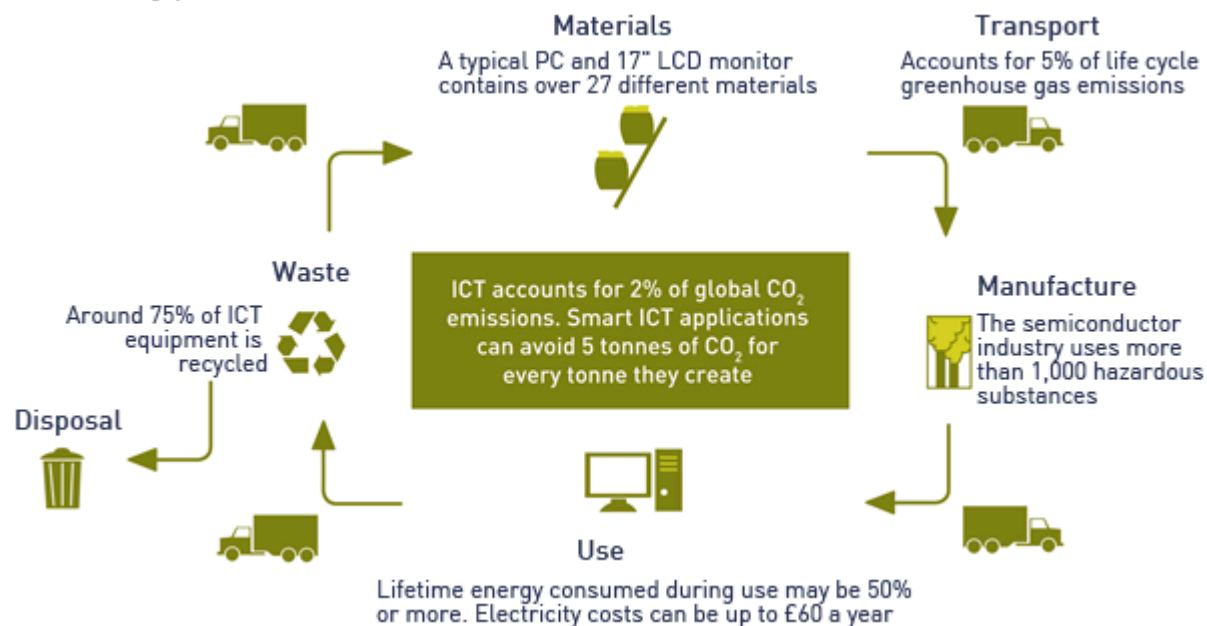 Materials
A typical PC and 17" LCD monitor
contains over 27 different materials
Transport
Accounts for 5% of life cycle
greenhouse gas emissions
Waste
Around 75% of ICT
equipment is
recycled
ICT accounts for 2% of global CO₂
emissions. Smart ICT applications
can avoid 5 tonnes of CO₂ for
every tonne they create
Manufacture
The semiconductor
industry uses more
than 1,000 hazardous
substances
Disposal
Use
Lifetime energy consumed during use may be 50%
or more. Electricity costs can be up to £60 a year